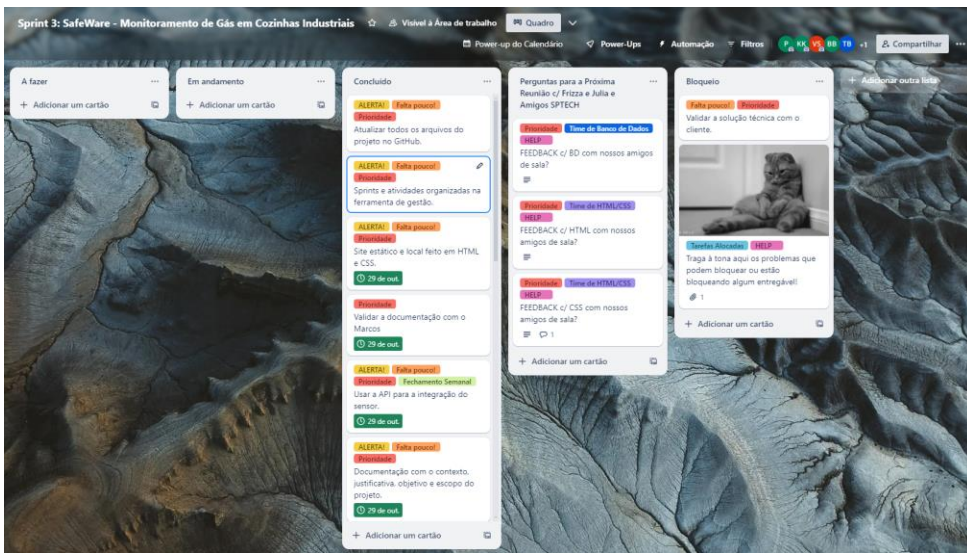 Sprint 3: SafeWare - Monitoramento de Gás em Cozinhas Industriais
Visível à Área de trabalho
Quadro
Power-up do Calendário
Power-Ups
Automação
Filtros
P
KK
VS
BB
TB
+1
Compartilhar
A fazer
+ Adicionar um cartão
Em andamento
+ Adicionar um cartão
Concluído
ALERTA! Falta pouco!
Prioridade
Atualizar todos os arquivos do
projeto no GitHub.
ALERTA! Falta pouco!
Prioridade
Sprints e atividades organizadas na
ferramenta de gestão.
ALERTA! Falta pouco!
Prioridade
Site estático e local feito em HTML
e CSS.
29 de out.
Prioridade
Validar a documentação com o
Marcos
29 de out.
ALERTA! Falta pouco!
Prioridade Fechamento Semanal
Usar a API para a integração do
sensor.
29 de out.
ALERTA! Falta pouco!
Prioridade
Documentação com o contexto,
justificativa, objetivo e escopo do
projeto.
29 de out.
+ Adicionar um cartão
Perguntas para a Próxima
Reunião c/ Frizza e Julia e
Amigos SPTECH
Prioridade Time de Banco de Dados
HELP
FEEDBACK c/ BD com nossos amigos
de sala?
Prioridade Time de HTML/CSS
HELP
FEEDBACK c/ HTML com nossos
amigos de sala?
Prioridade Time de HTML/CSS
HELP
FEEDBACK c/ CSS com nossos
amigos de sala?
1
+ Adicionar um cartão
Bloqueio
Falta pouco! Prioridade
Validar a solução técnica com o
cliente.
Tarefas Alocadas HELP
Traga à tona aqui os problemas que
podem bloquear ou estão
bloqueando algum entregável!
1
+ Adicionar um cartão
+ Adicionar outra lista